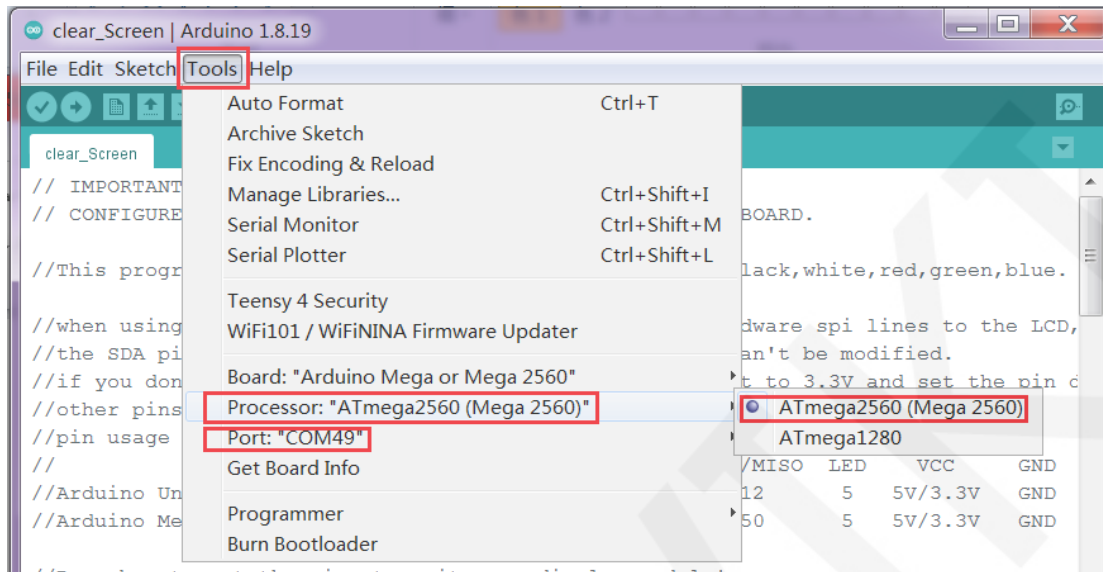 clear_Screen | Arduino 1.8.19
File Edit Sketch Tools Help
Auto Format Ctrl+T
Archive Sketch
clear_Screen
Fix Encoding & Reload
// IMPORTANT
Manage Libraries... Ctrl+Shift+I
// CONFIGURE
Serial Monitor Ctrl+Shift+M
BOARD.
Serial Plotter Ctrl+Shift+L
//This progr
lack,white,red,green,blue.
Teensy 4 Security
//when using
WiFi101 / WiFiNINA Firmware Updater
dware spi lines to the LCD,
//the SDA pi
an't be modified.
Board: "Arduino Mega or Mega 2560"
//if you don
t to 3.3V and set the pin d
//other pins
Processor: "ATmega2560 (Mega 2560)"
ATmega2560 (Mega 2560)
//pin usage
Port: "COM49"
ATmega1280
//
Get Board Info
/MISO LED VCC GND
//Arduino Un
12 5 5V/3.3V GND
Programmer
//Arduino Me
50 5 5V/3.3V GND
Burn Bootloader